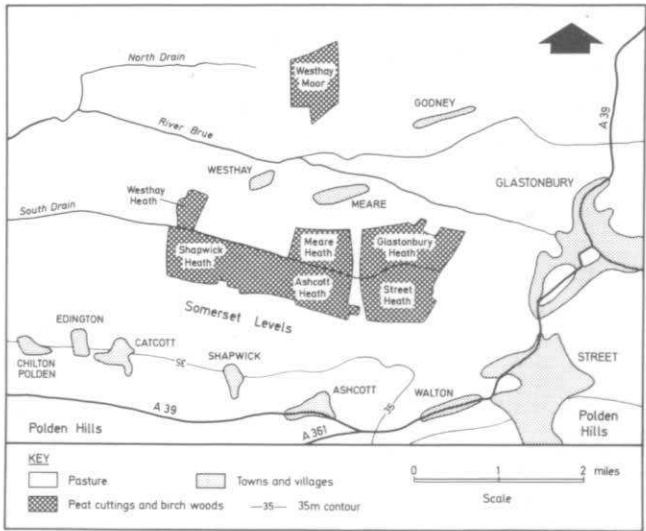 North Drain
Westhay
Moor
GODNEY
A 39
River Brue
WESTHAY
GLASTONBURY
Westhay
Heath
MEARE
South Drain
Shapwick
Heath
Meare
Heath
Glastonbury
Heath
Ashcott
Heath
Street
Heath
Somerset Levels
EDINGTON
CATCOTT
CHILTON
POLDEN
35
SHAPWICK
STREET
ASHCOTT
35
WALTON
A 39
Polden Hills
A 361
Polden
Hills
KEY
Pasture
Towns and villages
Peat cuttings and birch woods
—35— 35m contour
0 1 2 miles
Scale